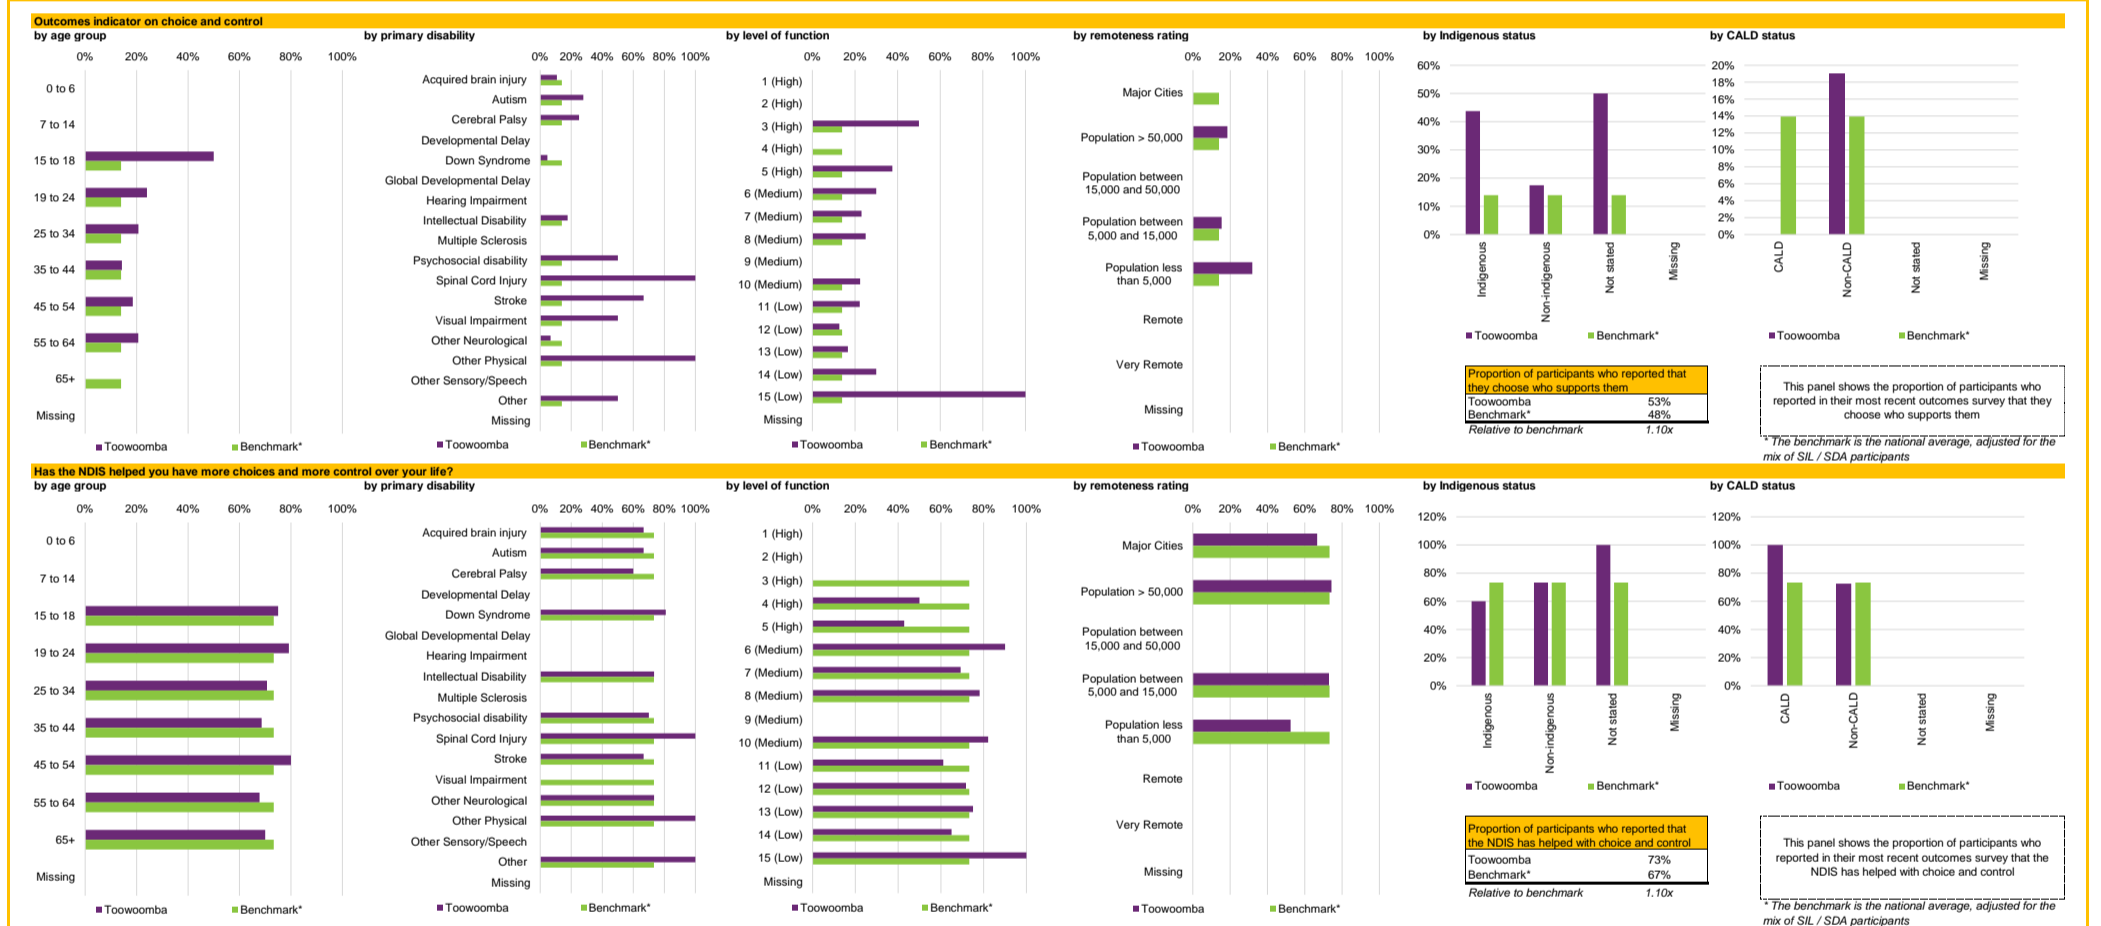 Outcomes indicator on choice and control
by age group
0% 20% 40% 60% 80% 100%
0 to 6
7 to 14
15 to 18
19 to 24
25 to 34
35 to 44
45 to 54
55 to 64
65+
Missing
Toowoomba Benchmark*
by primary disability
0% 20% 40% 60% 80% 100%
Acquired brain injury
Autism
Cerebral Palsy
Developmental Delay
Down Syndrome
Global Developmental Delay
Hearing Impairment
Intellectual Disability
Multiple Sclerosis
Psychosocial disability
Spinal Cord Injury
Stroke
Visual Impairment
Other Neurological
Other Physical
Other Sensory/Speech
Other
Missing
Toowoomba Benchmark*
by level of function
0% 20% 40% 60% 80% 100%
1 (High)
2 (High)
3 (High)
4 (High)
5 (High)
6 (Medium)
7 (Medium)
8 (Medium)
9 (Medium)
10 (Medium)
11 (Low)
12 (Low)
13 (Low)
14 (Low)
15 (Low)
Missing
Toowoomba Benchmark*
by remoteness rating
0% 20% 40% 60% 80% 100%
Major Cities
Population > 50,000
Population between
15,000 and 50,000
Population between
5,000 and 15,000
Population less
than 5,000
Remote
Very Remote
Missing
Toowoomba Benchmark*
by Indigenous status
60%
50%
40%
30%
20%
10%
0%
Indigenous
Non-indigenous
Not stated
Missing
Toowoomba Benchmark*
Proportion of participants who reported that
they choose who supports them
Toowoomba 53%
Benchmark* 48%
Relative to benchmark 1.10x
by CALD status
20%
18%
16%
14%
12%
10%
8%
6%
4%
2%
0%
CALD
Non-CALD
Not stated
Missing
Toowoomba Benchmark*
This panel shows the proportion of participants who
reported in their most recent outcomes survey that they
choose who supports them
* The benchmark is the national average, adjusted for the
mix of SIL / SDA participants
Has the NDIS helped you have more choices and more control over your life?
by age group
0% 20% 40% 60% 80% 100%
0 to 6
7 to 14
15 to 18
19 to 24
25 to 34
35 to 44
45 to 54
55 to 64
65+
Missing
Toowoomba Benchmark*
by primary disability
0% 20% 40% 60% 80% 100%
Acquired brain injury
Autism
Cerebral Palsy
Developmental Delay
Down Syndrome
Global Developmental Delay
Hearing Impairment
Intellectual Disability
Multiple Sclerosis
Psychosocial disability
Spinal Cord Injury
Stroke
Visual Impairment
Other Neurological
Other Physical
Other Sensory/Speech
Other
Missing
Toowoomba Benchmark*
by level of function
0% 20% 40% 60% 80% 100%
1 (High)
2 (High)
3 (High)
4 (High)
5 (High)
6 (Medium)
7 (Medium)
8 (Medium)
9 (Medium)
10 (Medium)
11 (Low)
12 (Low)
13 (Low)
14 (Low)
15 (Low)
Missing
Toowoomba Benchmark*
by remoteness rating
0% 20% 40% 60% 80% 100%
Major Cities
Population > 50,000
Population between
15,000 and 50,000
Population between
5,000 and 15,000
Population less
than 5,000
Remote
Very Remote
Missing
Toowoomba Benchmark*
by Indigenous status
120%
100%
80%
60%
40%
20%
0%
Indigenous
Non-indigenous
Not stated
Missing
Toowoomba Benchmark*
Proportion of participants who reported that
the NDIS has helped with choice and control
Toowoomba 73%
Benchmark* 67%
Relative to benchmark 1.10x
by CALD status
120%
100%
80%
60%
40%
20%
0%
CALD
Non-CALD
Not stated
Missing
Toowoomba Benchmark*
This panel shows the proportion of participants who
reported in their most recent outcomes survey that the
NDIS has helped with choice and control
* The benchmark is the national average, adjusted for the
mix of SIL / SDA participants